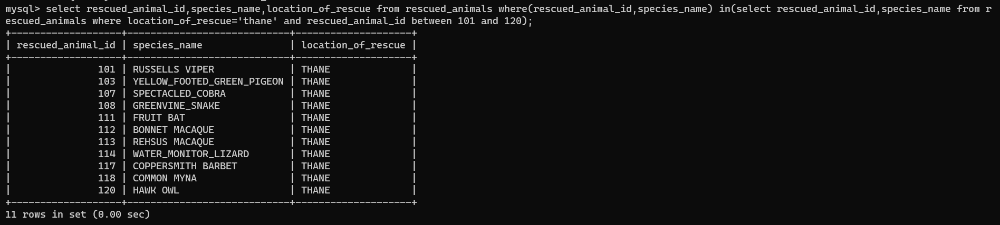 mysql> select rescued_animal_id,species_name,location_of_rescue from rescued_animals where(rescued_animal_id,species_name) in(select rescued_animal_id,species_name from r
escued_animals where location_of_rescue='thane' and rescued_animal_id between 101 and 120);
+-------------------+----------------------------+--------------------+
| rescued_animal_id | species_name               | location_of_rescue |
+-------------------+----------------------------+--------------------+
|               101 | RUSSELLS VIPER             | THANE              |
|               103 | YELLOW_FOOTED_GREEN_PIGEON | THANE              |
|               107 | SPECTACLED_COBRA           | THANE              |
|               108 | GREENVINE_SNAKE            | THANE              |
|               111 | FRUIT BAT                  | THANE              |
|               112 | BONNET MACAQUE             | THANE              |
|               113 | REHSUS MACAQUE             | THANE              |
|               114 | WATER_MONITOR_LIZARD       | THANE              |
|               117 | COPPERSMITH BARBET         | THANE              |
|               118 | COMMON MYNA                | THANE              |
|               120 | HAWK OWL                   | THANE              |
+-------------------+----------------------------+--------------------+
11 rows in set (0.00 sec)